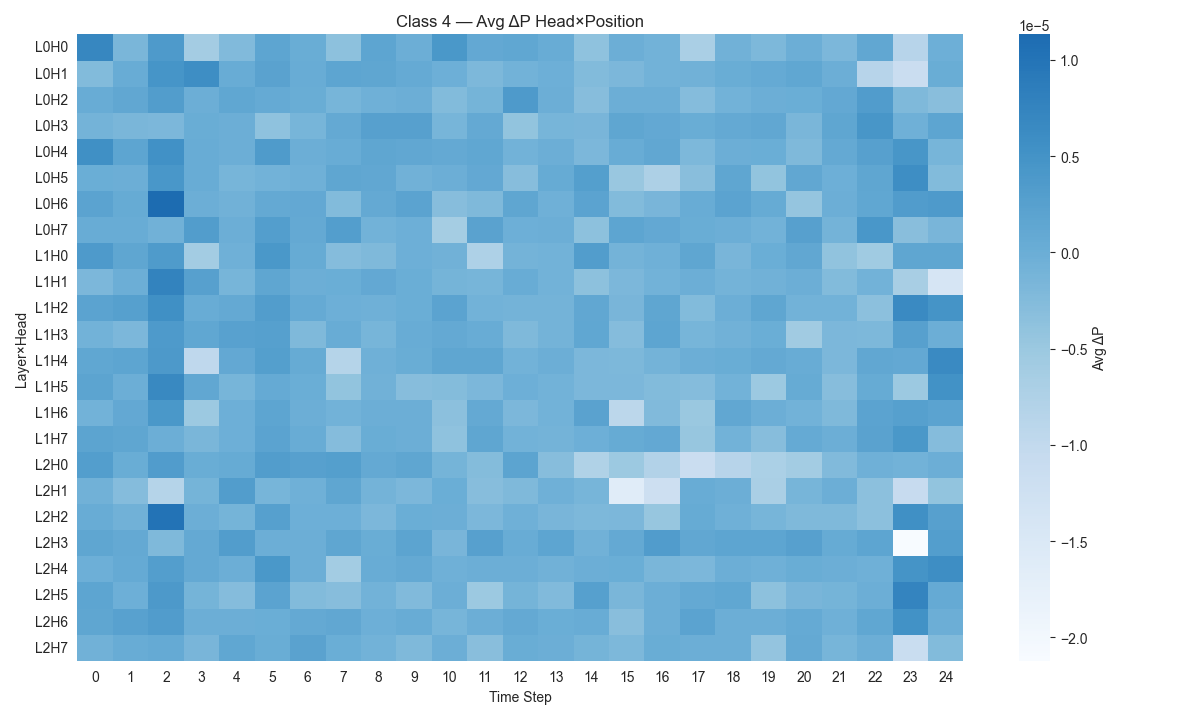 Class 4 — Avg ΔP Head×Position
1e−5
Layer×Head
L0H0
L0H1
L0H2
L0H3
L0H4
L0H5
L0H6
L0H7
L1H0
L1H1
L1H2
L1H3
L1H4
L1H5
L1H6
L1H7
L2H0
L2H1
L2H2
L2H3
L2H4
L2H5
L2H6
L2H7
0 1 2 3 4 5 6 7 8 9 10 11 12 13 14 15 16 17 18 19 20 21 22 23 24
Time Step
1.0
0.5
0.0
−0.5
−1.0
−1.5
−2.0
Avg ΔP